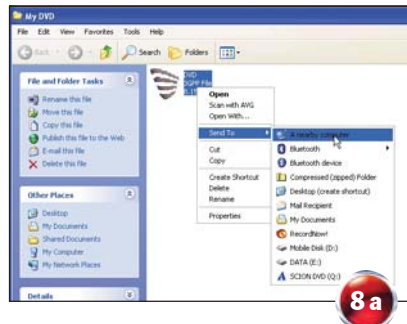 My DVD
File Edit View Favorites Tools Help
Back Search Folders
File and Folder Tasks
Rename this file
Move this file
Copy this file
Publish this file to the Web
E-mail this file
Delete this file
Other Places
Desktop
My Documents
Shared Documents
My Computer
My Network Places
Details
DVD
Open
Scan with AVG
Open With...
Send To
Cut
Copy
Create Shortcut
Delete
Rename
Properties
A nearby computer
Bluetooth
Bluetooth device
Compressed (zipped) Folder
Desktop (create shortcut)
Mail Recipient
My Documents
RecordNow!
Mobile Disk (D:)
DATA (E:)
SCION DVD (Q:)
8a